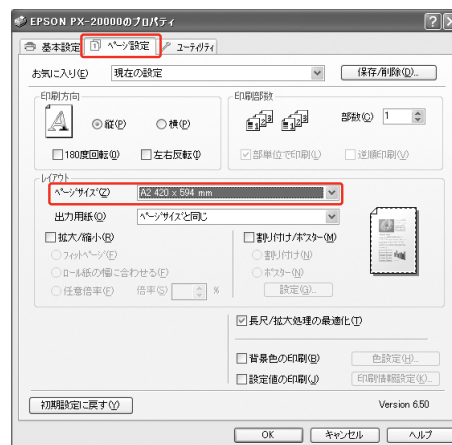 EPSON PX-20000のプロパティ
基本設定 ページ設定 ユーティリティ
お気に入り(E) 現在の設定 保存/削除(Q)...
印刷方向 印刷部数
縦(P) 横(P) 部数(C) 1
180度回転(0) 左右反転(I) 部単位で印刷(L) 逆順印刷(V)
レイアウト
ページサイズ(Z) A2 420 x 594 mm
出力用紙(O) ページサイズと同じ
拡大/縮小(R) 割り付け/ポスター(M)
フィットページ(F) 割り付け(N)
ロール紙の幅に合わせる(F) ポスター(N)
任意倍率(F) 倍率(S) % 設定(G)...
長尺/拡大処理の最適化(T)
背景色の印刷(B) 色設定(H)...
設定値の印刷(J) 印刷情報設定(K)...
初期設定に戻す(Y) Version 6.50
OK キャンセル ヘルプ